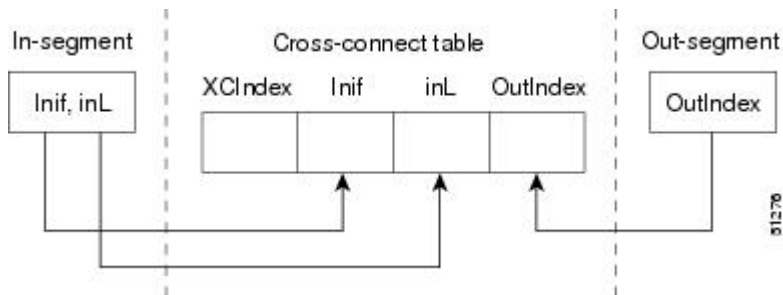 In-segment
Cross-connect table
Out-segment
XCIndex Inif inL OutIndex
Inif, inL
OutIndex
51276